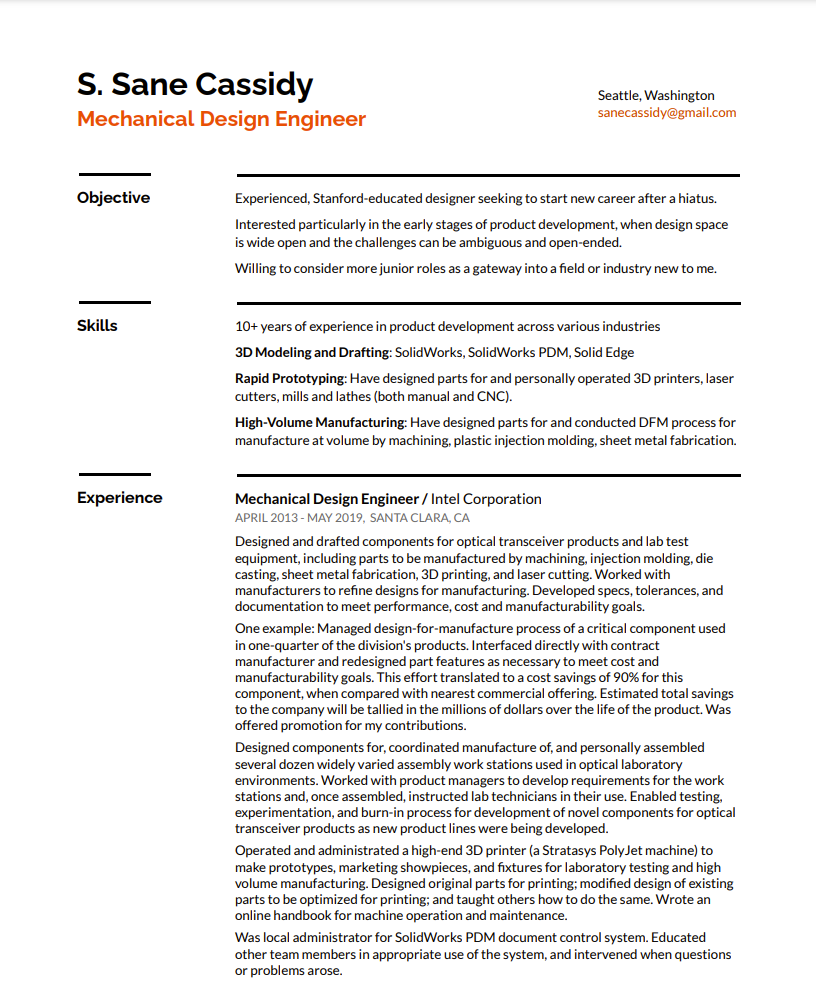 S. Sane Cassidy
Mechanical Design Engineer
Seattle, Washington
sanecassidy@gmail.com
Objective
Experienced, Stanford-educated designer seeking to start new career after a hiatus.
Interested particularly in the early stages of product development, when design space
is wide open and the challenges can be ambiguous and open-ended.
Willing to consider more junior roles as a gateway into a field or industry new to me.
Skills
10+ years of experience in product development across various industries
3D Modeling and Drafting: SolidWorks, SolidWorks PDM, Solid Edge
Rapid Prototyping: Have designed parts for and personally operated 3D printers, laser
cutters, mills and lathes (both manual and CNC).
High-Volume Manufacturing: Have designed parts for and conducted DFM process for
manufacture at volume by machining, plastic injection molding, sheet metal fabrication.
Experience
Mechanical Design Engineer / Intel Corporation
APRIL 2013 - MAY 2019, SANTA CLARA, CA
Designed and drafted components for optical transceiver products and lab test
equipment, including parts to be manufactured by machining, injection molding, die
casting, sheet metal fabrication, 3D printing, and laser cutting. Worked with
manufacturers to refine designs for manufacturing. Developed specs, tolerances, and
documentation to meet performance, cost and manufacturability goals.
One example: Managed design-for-manufacture process of a critical component used
in one-quarter of the division's products. Interfaced directly with contract
manufacturer and redesigned part features as necessary to meet cost and
manufacturability goals. This effort translated to a cost savings of 90% for this
component, when compared with nearest commercial offering. Estimated total savings
to the company will be tallied in the millions of dollars over the life of the product. Was
offered promotion for my contributions.
Designed components for, coordinated manufacture of, and personally assembled
several dozen widely varied assembly work stations used in optical laboratory
environments. Worked with product managers to develop requirements for the work
stations and, once assembled, instructed lab technicians in their use. Enabled testing,
experimentation, and burn-in process for development of novel components for optical
transceiver products as new product lines were being developed.
Operated and administrated a high-end 3D printer (a Stratasys PolyJet machine) to
make prototypes, marketing showpieces, and fixtures for laboratory testing and high
volume manufacturing. Designed original parts for printing; modified design of existing
parts to be optimized for printing; and taught others how to do the same. Wrote an
online handbook for machine operation and maintenance.
Was local administrator for SolidWorks PDM document control system. Educated
other team members in appropriate use of the system, and intervened when questions
or problems arose.